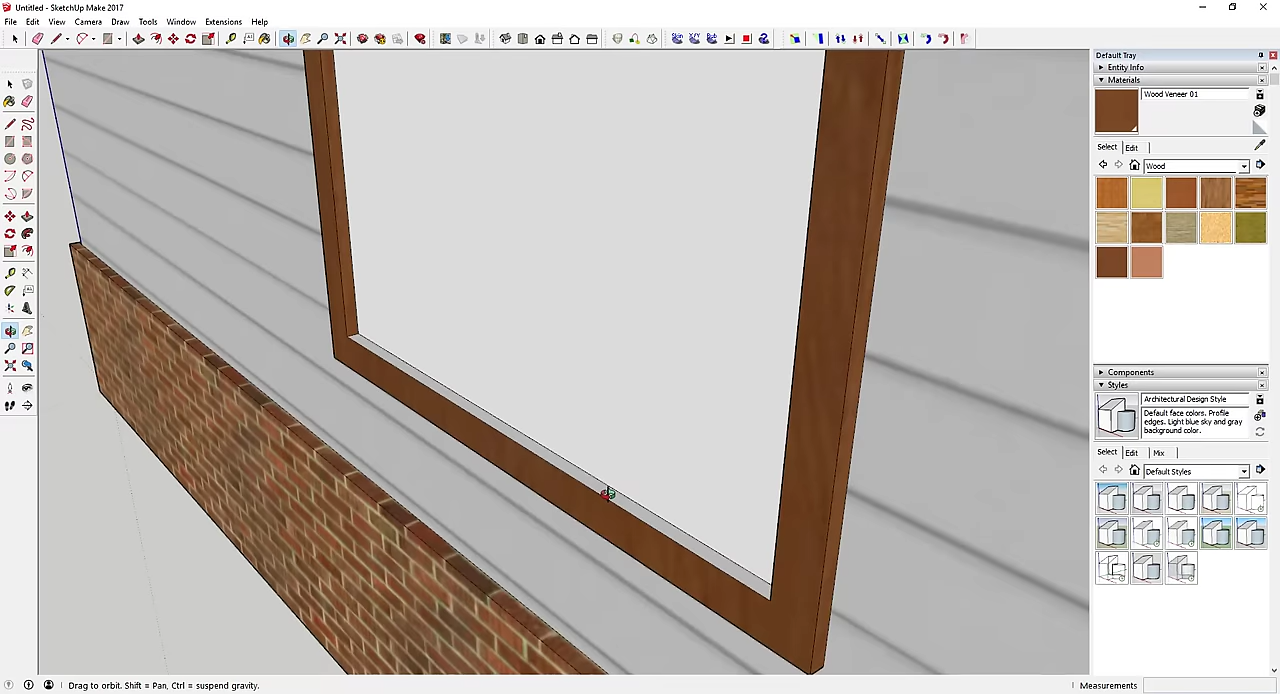 Untitled - SketchUp Make 2017
File Edit View Camera Draw Tools Window Extensions Help
Default Tray
Entity Info
Materials
Wood Veneer 01
Select Edit
Wood
Components
Styles
Architectural Design Style
Default face colors. Profile
edges. Light blue sky and gray
background color.
Select Edit Mix
Default Styles
Drag to orbit. Shift = Pan, Ctrl = suspend gravity.
Measurements